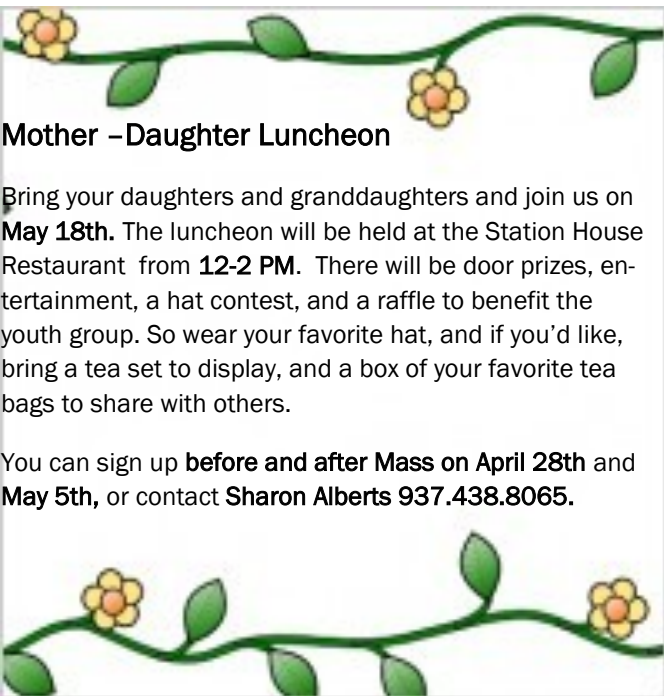 Mother –Daughter Luncheon
Bring your daughters and granddaughters and join us on
May 18th. The luncheon will be held at the Station House
Restaurant  from 12-2 PM.  There will be door prizes, en-
tertainment, a hat contest, and a raffle to benefit the
youth group. So wear your favorite hat, and if you’d like,
bring a tea set to display, and a box of your favorite tea
bags to share with others.
You can sign up before and after Mass on April 28th and
May 5th, or contact Sharon Alberts 937.438.8065.